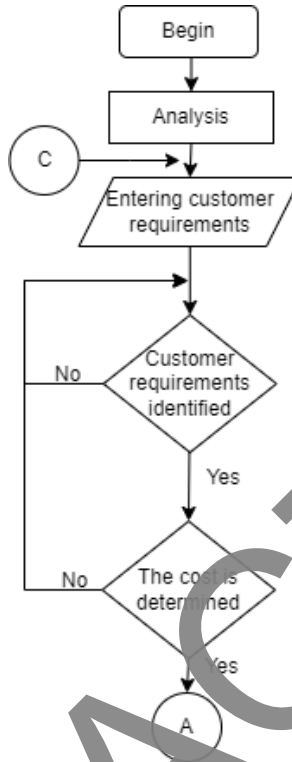 Begin
Analysis
C
Entering customer
requirements
Customer
requirements
identified
No
Yes
The cost is
determined
No
Yes
A